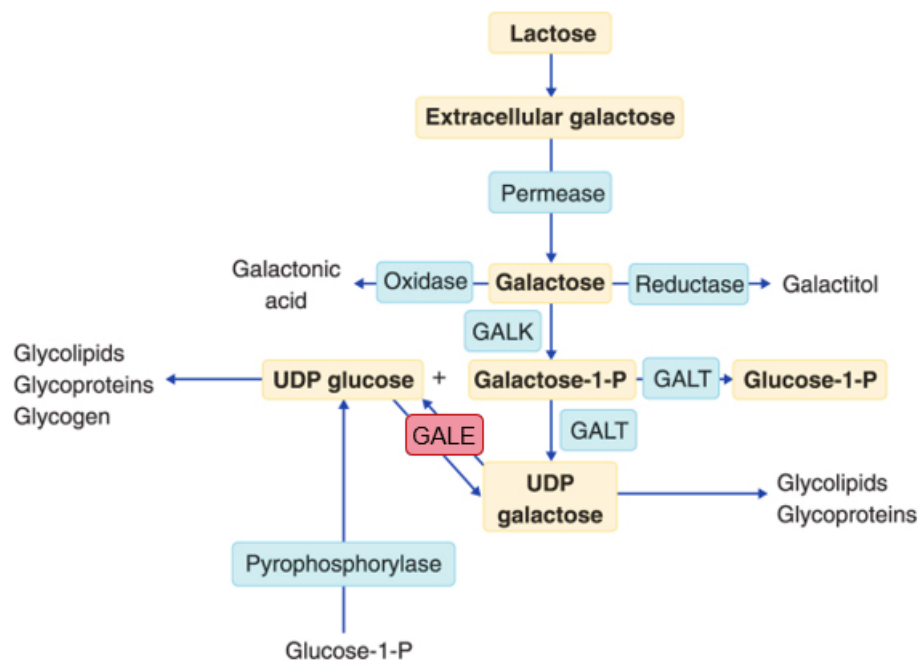 Lactose
Extracellular galactose
Permease
Galactonic
acid
Oxidase
Galactose
Reductase
Galactitol
GALK
Glycolipids
Glycoproteins
Glycogen
UDP glucose
+
Galactose-1-P
GALT
Glucose-1-P
GALE
GALT
UDP
galactose
Glycolipids
Glycoproteins
Pyrophosphorylase
Glucose-1-P